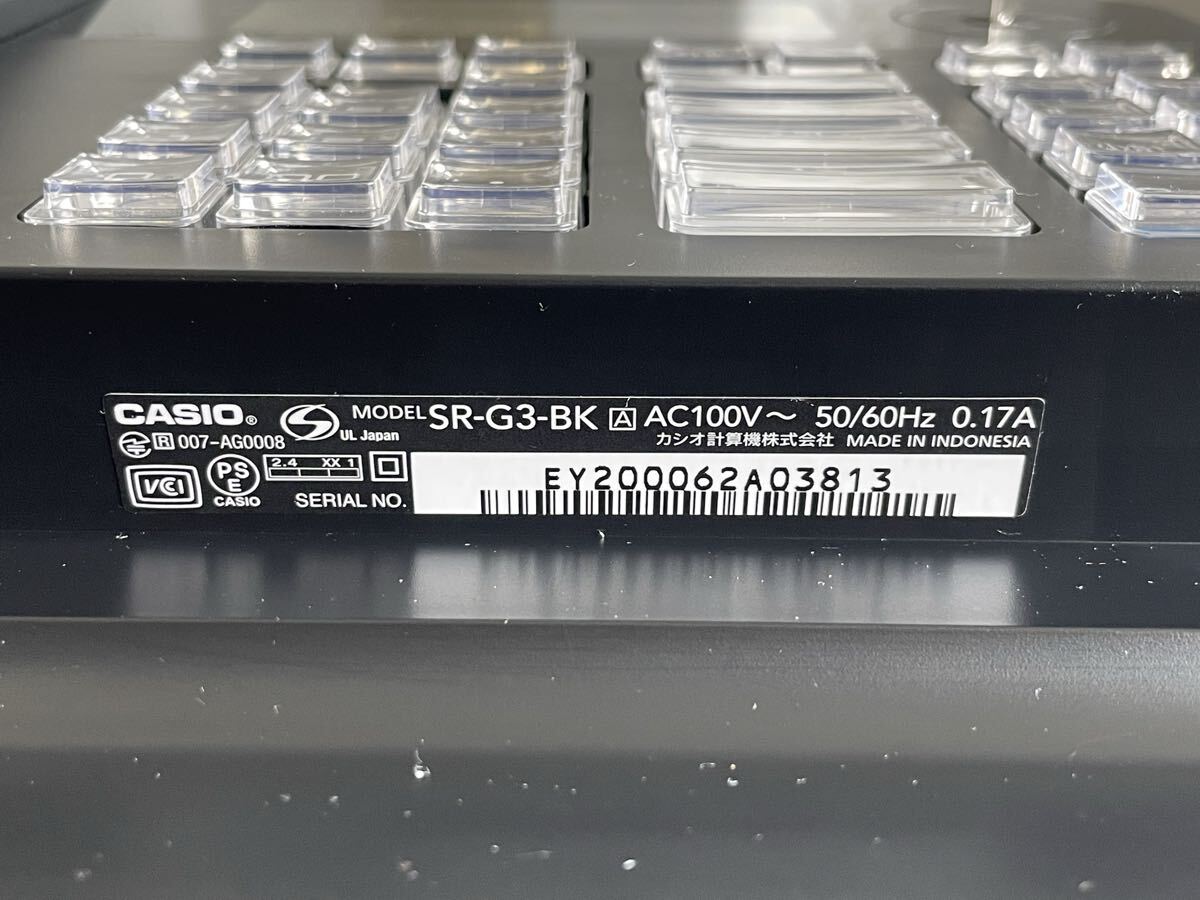 CASIO® UL Japan MODEL SR-G3-BK A AC100V～ 50/60Hz 0.17A
R 007-AG0008 カシオ計算機株式会社 MADE IN INDONESIA
VCCI PS E CASIO 2.4 XX 1
SERIAL NO. EY200062A03813